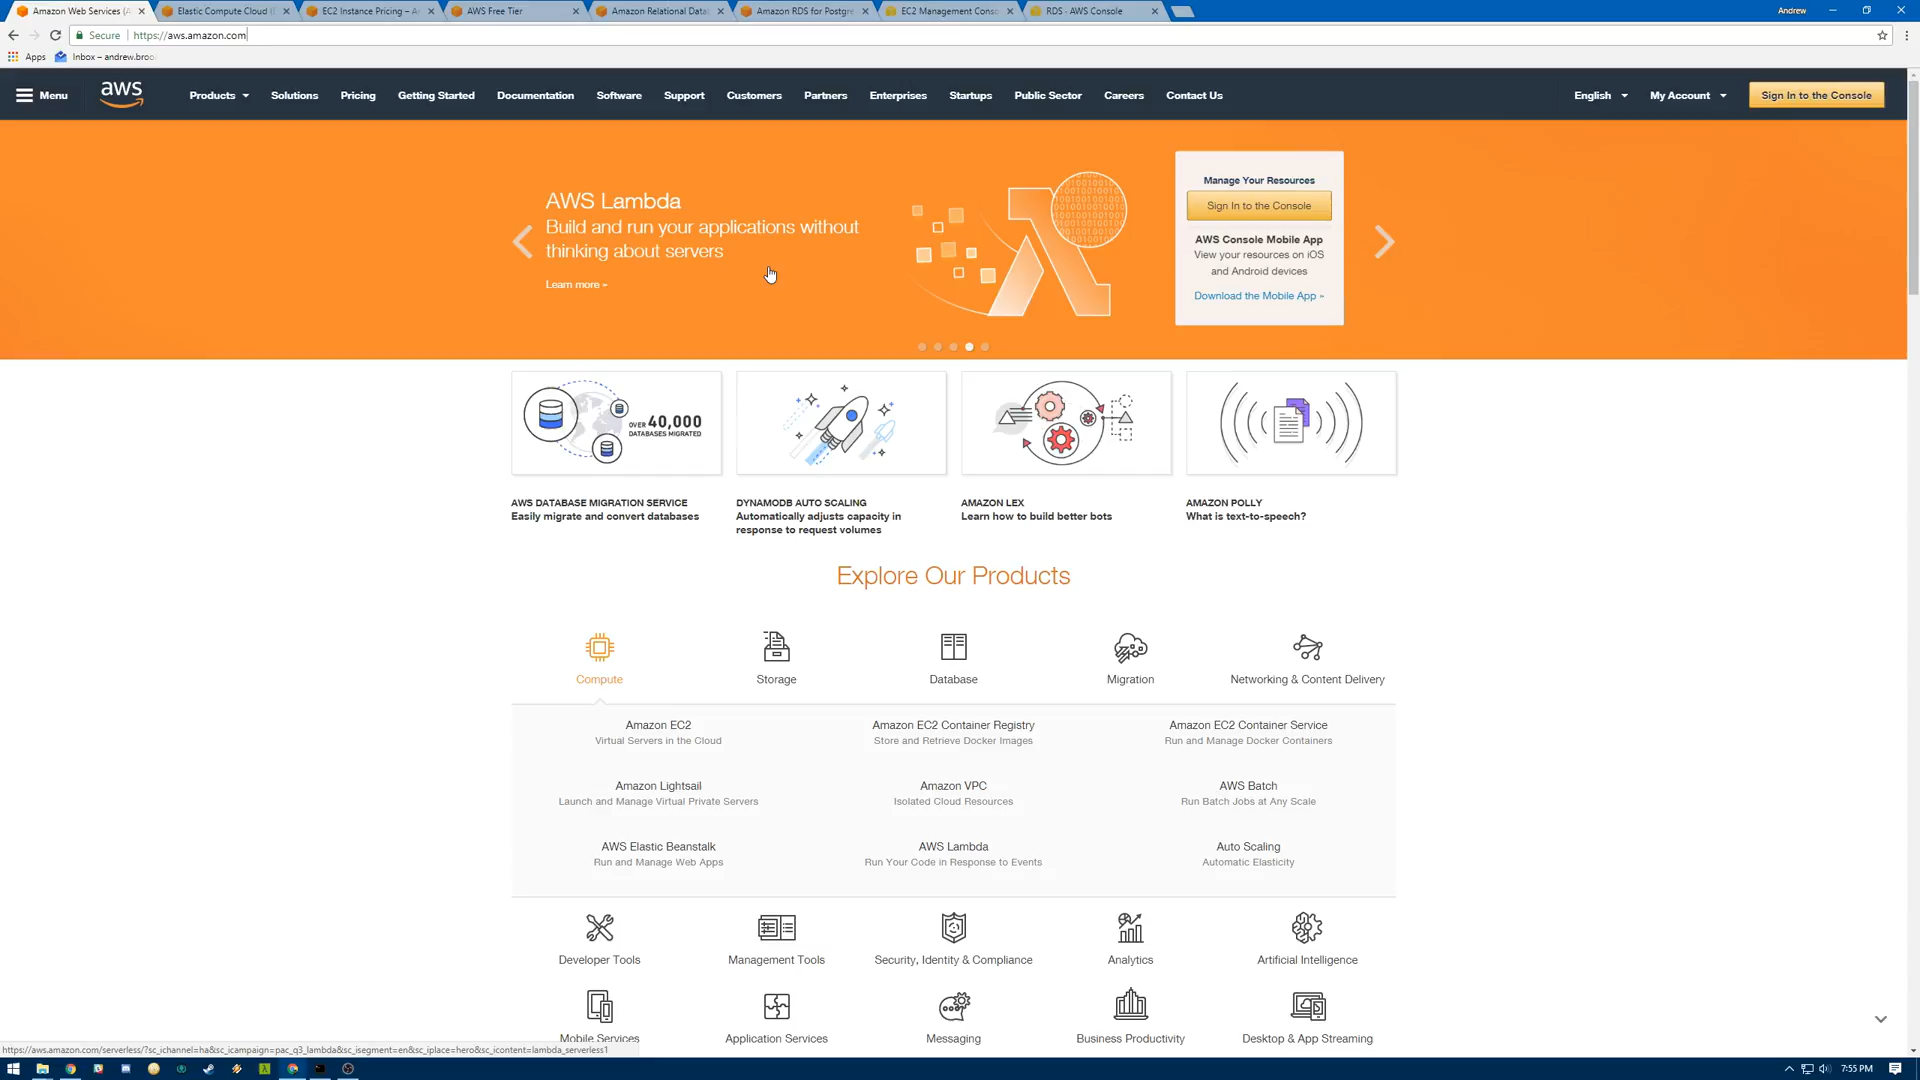 Amazon Web Services (A
Elastic Compute Cloud (
EC2 Instance Pricing – A
AWS Free Tier
Amazon Relational Data
Amazon RDS for Postgre
EC2 Management Conso
RDS · AWS Console
Andrew
Secure
https://aws.amazon.com
Apps
Inbox – andrew.broo
Menu
aws
Products
Solutions
Pricing
Getting Started
Documentation
Software
Support
Customers
Partners
Enterprises
Startups
Public Sector
Careers
Contact Us
English
My Account
Sign In to the Console
AWS Lambda
Build and run your applications without
thinking about servers
Learn more »
Manage Your Resources
Sign In to the Console
AWS Console Mobile App
View your resources on iOS
and Android devices
Download the Mobile App »
OVER 40,000
DATABASES MIGRATED
AWS DATABASE MIGRATION SERVICE
Easily migrate and convert databases
DYNAMODB AUTO SCALING
Automatically adjusts capacity in
response to request volumes
AMAZON LEX
Learn how to build better bots
AMAZON POLLY
What is text-to-speech?
Explore Our Products
Compute
Storage
Database
Migration
Networking & Content Delivery
Amazon EC2
Virtual Servers in the Cloud
Amazon EC2 Container Registry
Store and Retrieve Docker Images
Amazon EC2 Container Service
Run and Manage Docker Containers
Amazon Lightsail
Launch and Manage Virtual Private Servers
Amazon VPC
Isolated Cloud Resources
AWS Batch
Run Batch Jobs at Any Scale
AWS Elastic Beanstalk
Run and Manage Web Apps
AWS Lambda
Run Your Code in Response to Events
Auto Scaling
Automatic Elasticity
Developer Tools
Management Tools
Security, Identity & Compliance
Analytics
Artificial Intelligence
Mobile Services
Application Services
Messaging
Business Productivity
Desktop & App Streaming
https://aws.amazon.com/serverless/?sc_ichannel=ha&sc_icampaign=pac_q3_lambda&sc_isegment=en&sc_iplace=hero&sc_icontent=lambda_serverless1
7:55 PM